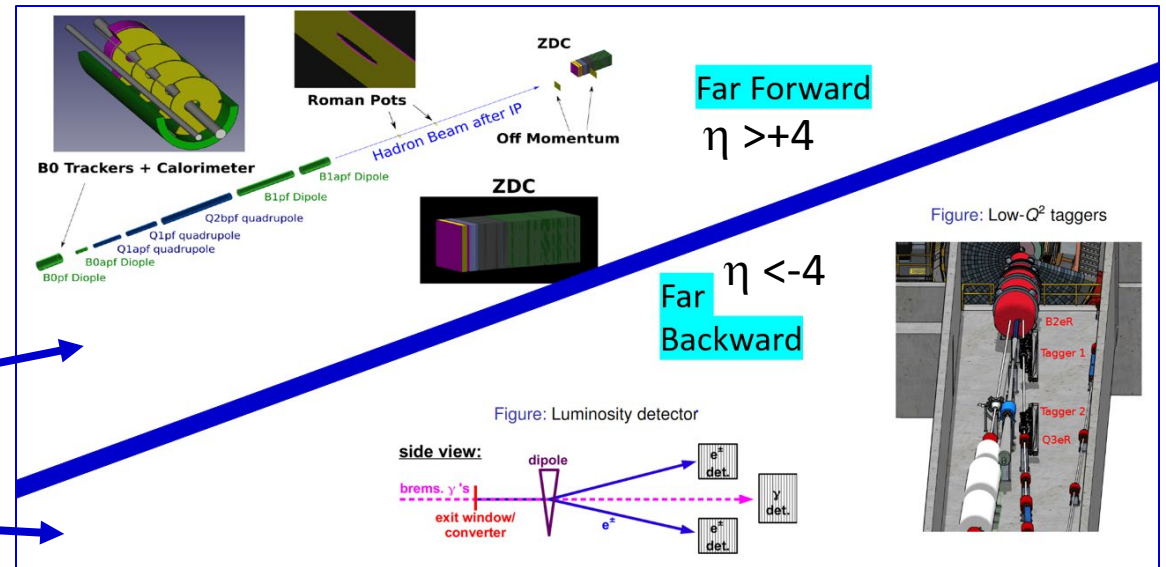 ZDC
Roman Pots
Hadron Beam after IP
Off Momentum
B0 Trackers + Calorimeter
B1apf Dipole
B1pf Dipole
Q2bpf quadrupole
Q1pf quadrupole
Q1apf quadrupole
B0apf Diople
B0pf Diople
ZDC
Far Forward
η >+4
η <-4
Far
Backward
Figure: Low-Q² taggers
B2eR
Tagger 1
Tagger 2
Q3eR
Figure: Luminosity detector
side view:
dipole
brems. γ 's
exit window/
converter
e±
e±
det.
γ
det.
e±
det.